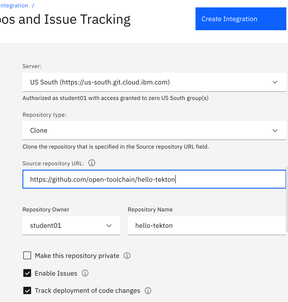 ntegration /
os and Issue Tracking
Create Integration
Server:
US South (https://us-south.git.cloud.ibm.com)
Authorized as student01 with access granted to zero US South group(s)
Repository type:
Clone
Clone the repository that is specified in the Source repository URL field.
Source repository URL:
https://github.com/open-toolchain/hello-tekton
Repository Owner
Repository Name
student01
hello-tekton
Make this repository private
Enable Issues
Track deployment of code changes